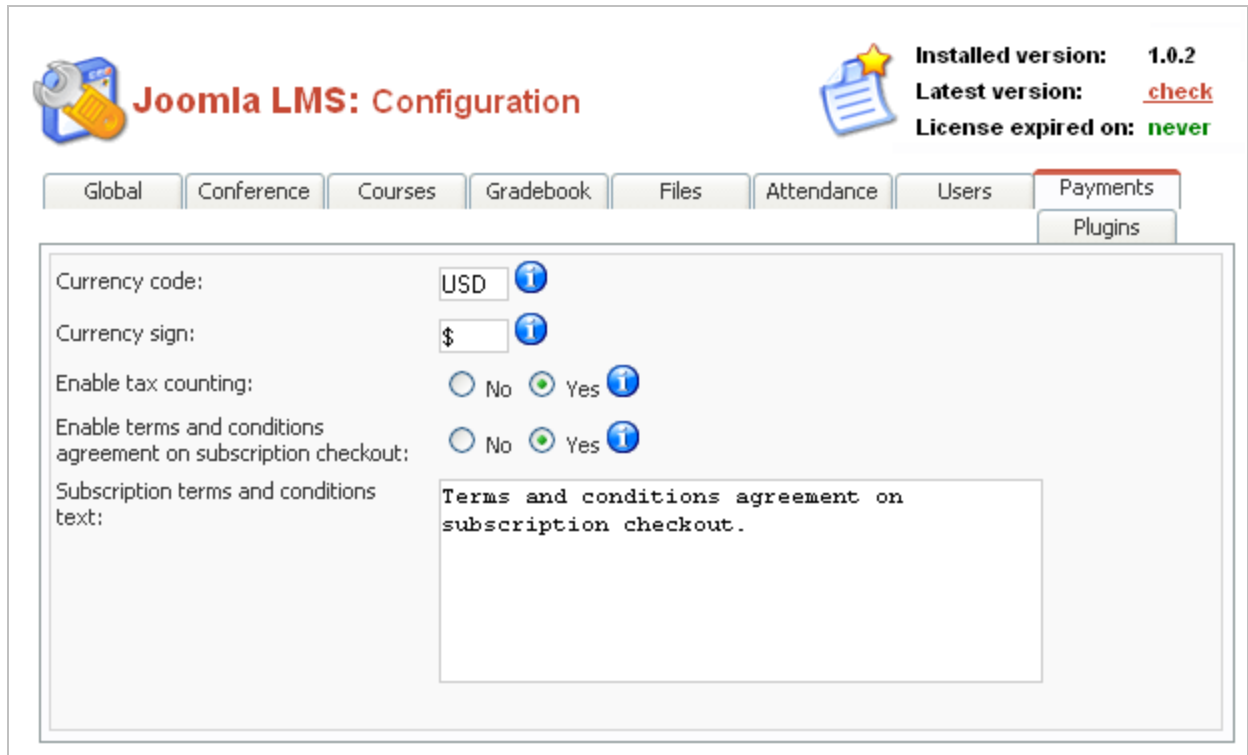 Joomla LMS: Configuration
Installed version: 1.0.2
Latest version: check
License expired on: never
Global Conference Courses Gradebook Files Attendance Users Payments
Plugins
Currency code: USD
Currency sign: $
Enable tax counting: No Yes
Enable terms and conditions
agreement on subscription checkout: No Yes
Subscription terms and conditions
text:
Terms and conditions agreement on
subscription checkout.